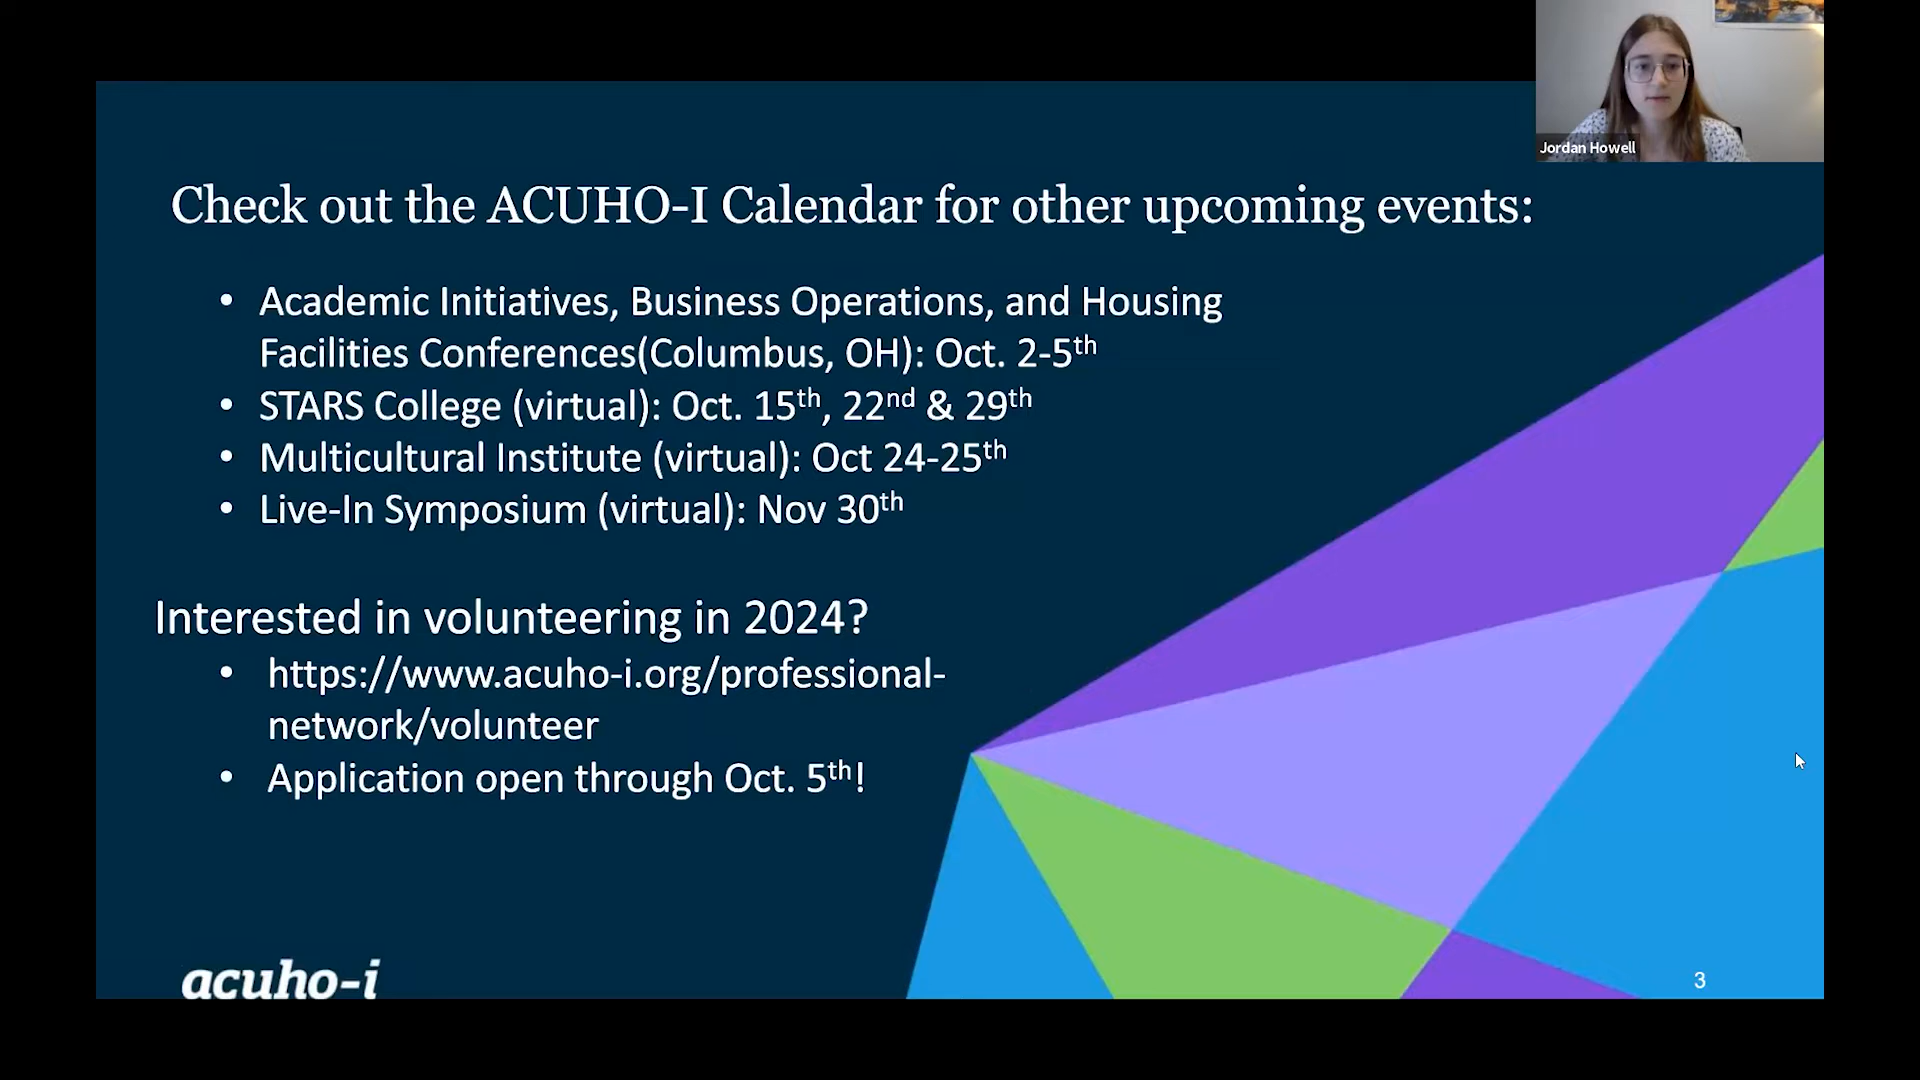 Jordan Howell
Check out the ACUHO-I Calendar for other upcoming events:
• Academic Initiatives, Business Operations, and Housing
Facilities Conferences(Columbus, OH): Oct. 2-5th
• STARS College (virtual): Oct. 15th, 22nd & 29th
• Multicultural Institute (virtual): Oct 24-25th
• Live-In Symposium (virtual): Nov 30th
Interested in volunteering in 2024?
• https://www.acuho-i.org/professional-
network/volunteer
• Application open through Oct. 5th!
acuho-i
3